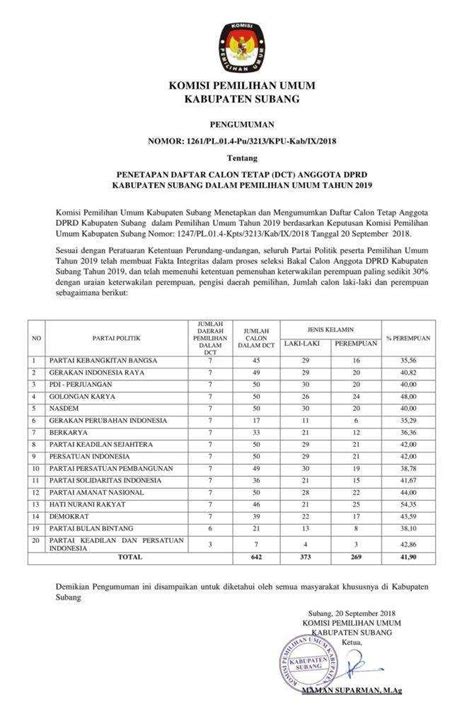 KOMISI
PEMILIHAN UMUM
KOMISI PEMILIHAN UMUM
KABUPATEN SUBANG
PENGUMUMAN
NOMOR: 1261/PL.01.4-Pu/3213/KPU-Kab/IX/2018
Tentang
PENETAPAN DAFTAR CALON TETAP (DCT) ANGGOTA DPRD
KABUPATEN SUBANG DALAM PEMILIHAN UMUM TAHUN 2019
Komisi Pemilihan Umum Kabupaten Subang Menetapkan dan Mengumumkan Daftar Calon Tetap Anggota
DPRD Kabupaten Subang dalam Pemilihan Umum Tahun 2019 berdasarkan Keputusan Komisi Pemilihan
Umum Kabupaten Subang Nomor: 1247/PL.01.4-Kpts/3213/Kab/IX/2018 Tanggal 20 September 2018.
Sesuai dengan Peratuaran Ketentuan Perundang-undangan, seluruh Partai Politik peserta Pemilihan Umum
Tahun 2019 telah membuat Fakta Integritas dalam proses seleksi Bakal Calon Anggota DPRD Kabupaten
Subang Tahun 2019, dan telah memenuhi ketentuan pemenuhan keterwakilan perempuan paling sedikit 30%
dengan uraian keterwakilan perempuan, pengisi daerah pemilihan, Jumlah calon laki-laki dan perempuan
sebagaimana berikut:
NO PARTAI POLITIK JUMLAH DAERAH PEMILIHAN DALAM DCT JUMLAH CALON DALAM DCT JENIS KELAMIN % PEREMPUAN
LAKI-LAKI PEREMPUAN
1 PARTAI KEBANGKITAN BANGSA 7 45 29 16 35,56
2 GERAKAN INDONESIA RAYA 7 49 29 20 40,82
3 PDI - PERJUANGAN 7 50 30 20 40,00
4 GOLONGAN KARYA 7 50 26 24 48,00
5 NASDEM 7 50 30 20 40,00
6 GERAKAN PERUBAHAN INDONESIA 7 17 11 6 35,29
7 BERKARYA 7 33 21 12 36,36
8 PARTAI KEADILAN SEJAHTERA 7 50 29 21 42,00
9 PERSATUAN INDONESIA 7 50 29 21 42,00
10 PARTAI PERSATUAN PEMBANGUNAN 7 49 30 19 38,78
11 PARTAI SOLIDARITAS INDONESIA 7 36 21 15 41,67
12 PARTAI AMANAT NASIONAL 7 50 28 22 44,00
13 HATI NURANI RAKYAT 7 46 21 25 54,35
14 DEMOKRAT 7 39 22 17 43,59
19 PARTAI BULAN BINTANG 6 21 13 8 38,10
20 PARTAI KEADILAN DAN PERSATUAN INDONESIA 3 7 4 3 42,86
TOTAL 642 373 269 41,90
Demikian Pengumuman ini disampaikan untuk diketahui oleh semua masyarakat khususnya di Kabupaten
Subang
Subang, 20 September 2018
KOMISI PEMILIHAN UMUM
KABUPATEN SUBANG
Ketua,
KOMISI PEMILIHAN UMUM
KABUPATEN
SUBANG
MAMAN SUPARMAN, M.Ag